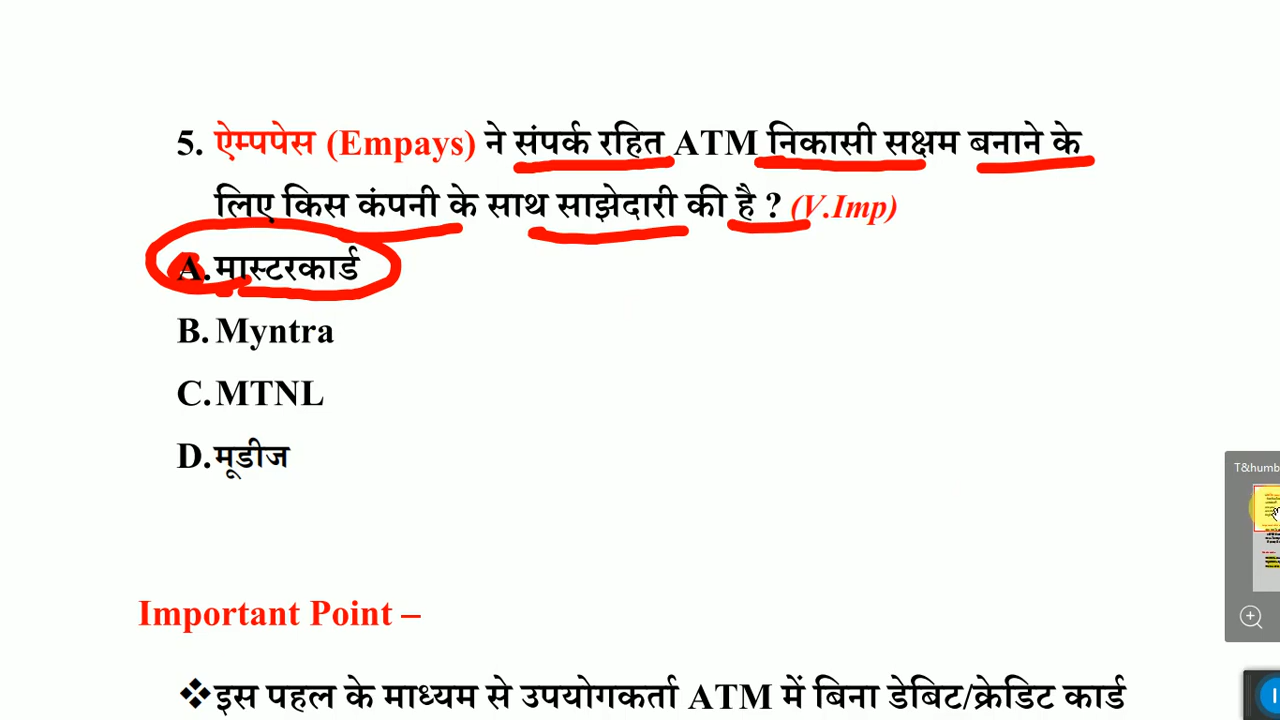 5. ऐम्पपेस (Empays) ने संपर्क रहित ATM निकासी सक्षम बनाने के
लिए किस कंपनी के साथ साझेदारी की है ? (V.Imp)
A. मास्टरकार्ड
B. Myntra
C. MTNL
D. मूडीज
T&humb
Important Point –
❖इस पहल के माध्यम से उपयोगकर्ता ATM में बिना डेबिट/क्रेडिट कार्ड